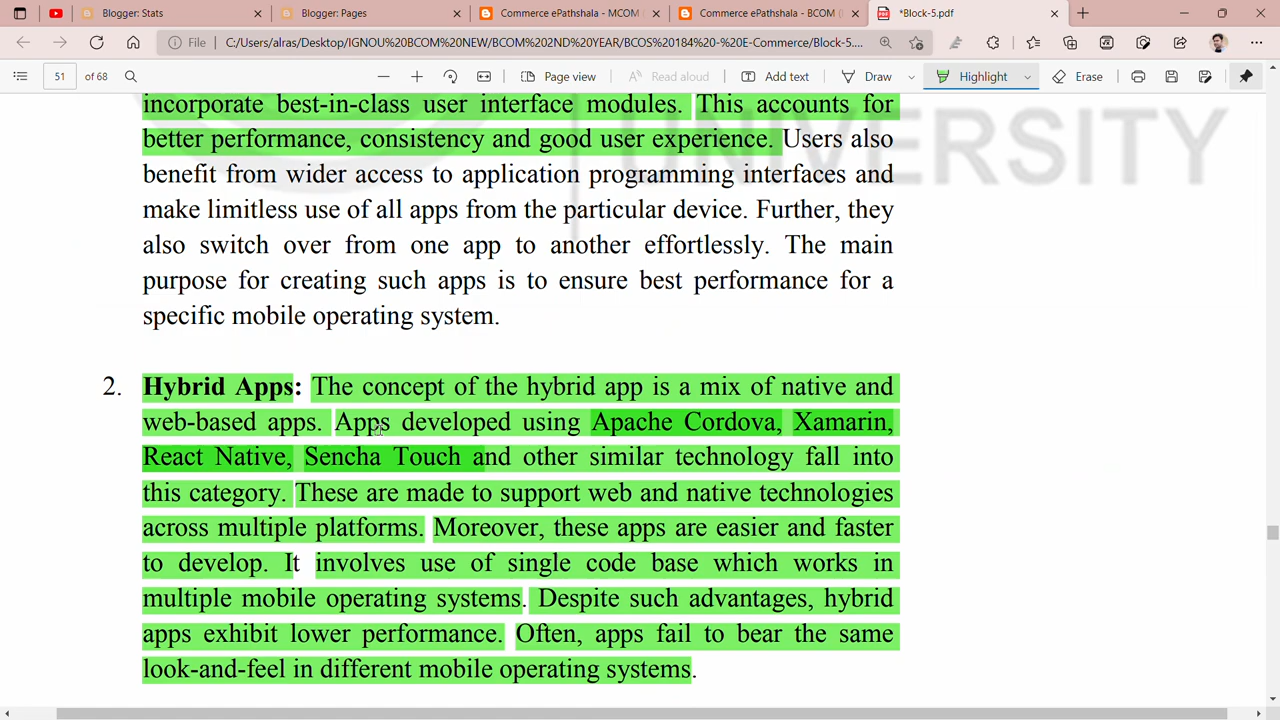 Blogger: Stats
Blogger: Pages
Commerce ePathshala - MCOM
Commerce ePathshala - BCOM
*Block-5.pdf
File
C:/Users/alras/Desktop/IGNOU%20BCOM%20NEW/BCOM%202ND%20YEAR/BCOS%20184%20-%20E-Commerce/Block-5....
51 of 68
Page view
Read aloud
Add text
Draw
Highlight
Erase
UNIVERSITY
incorporate best-in-class user interface modules. This accounts for
better performance, consistency and good user experience. Users also
benefit from wider access to application programming interfaces and
make limitless use of all apps from the particular device. Further, they
also switch over from one app to another effortlessly. The main
purpose for creating such apps is to ensure best performance for a
specific mobile operating system.
2. Hybrid Apps: The concept of the hybrid app is a mix of native and
web-based apps. Apps developed using Apache Cordova, Xamarin,
React Native, Sencha Touch and other similar technology fall into
this category. These are made to support web and native technologies
across multiple platforms. Moreover, these apps are easier and faster
to develop. It involves use of single code base which works in
multiple mobile operating systems. Despite such advantages, hybrid
apps exhibit lower performance. Often, apps fail to bear the same
look-and-feel in different mobile operating systems.